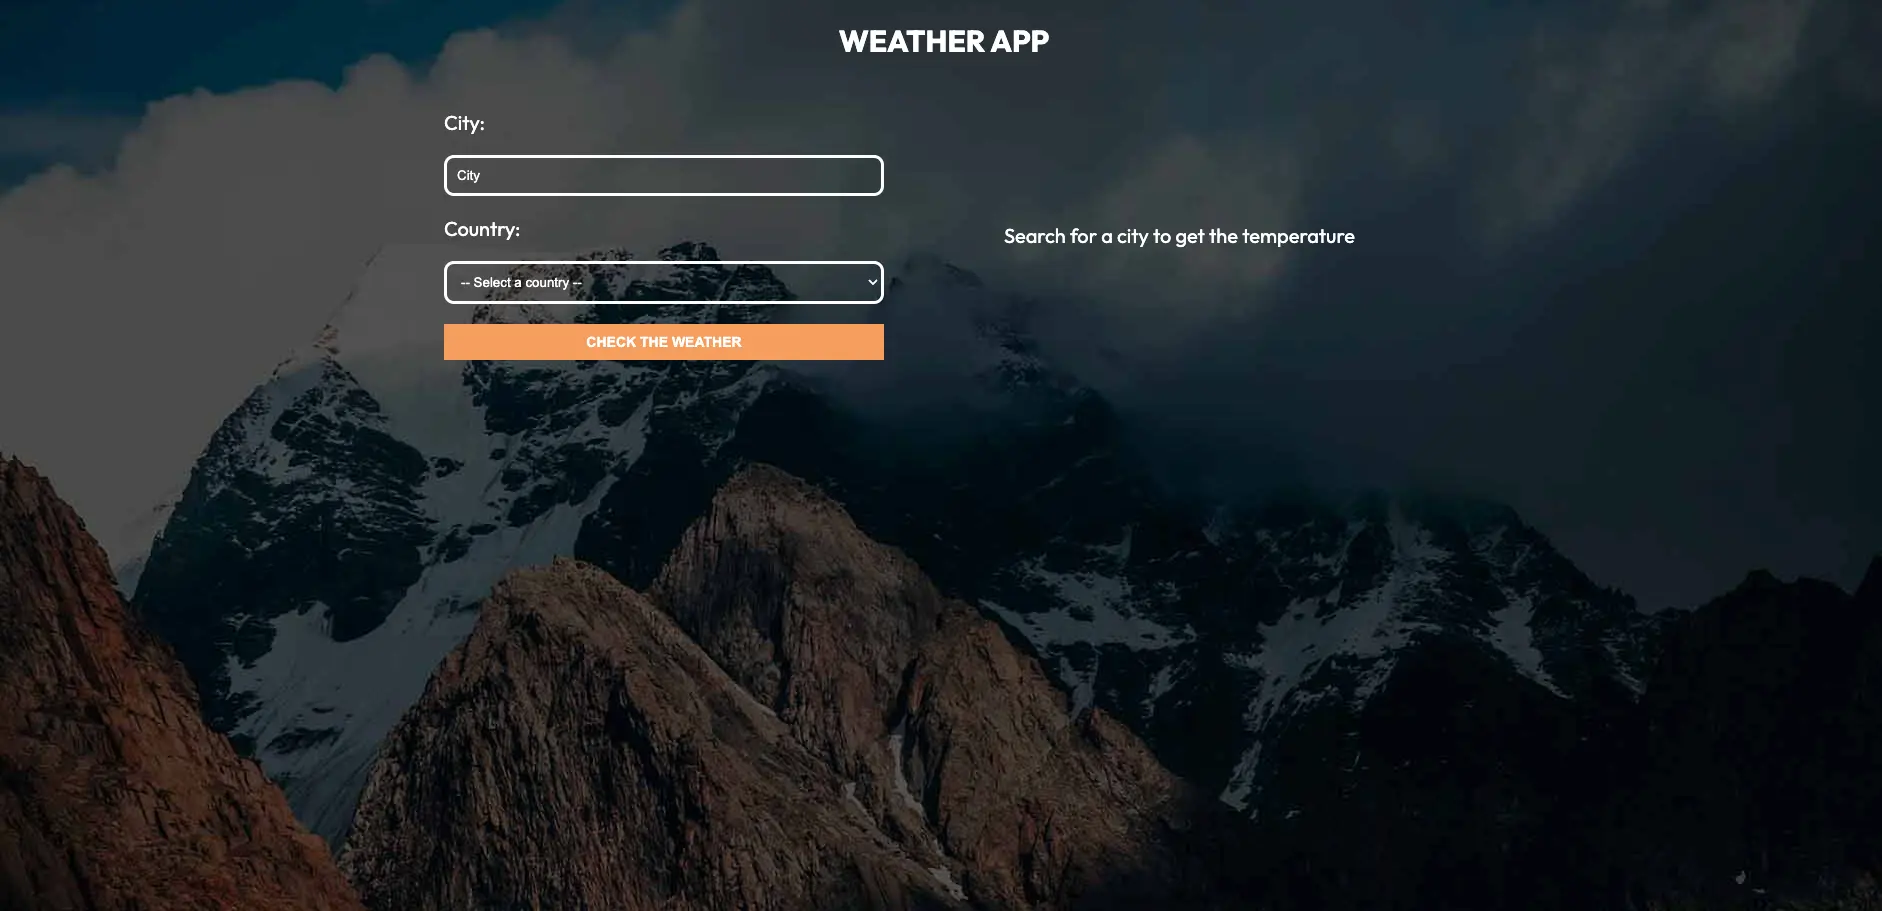 WEATHER APP
City:
City
Country:
-- Select a country --
CHECK THE WEATHER
Search for a city to get the temperature